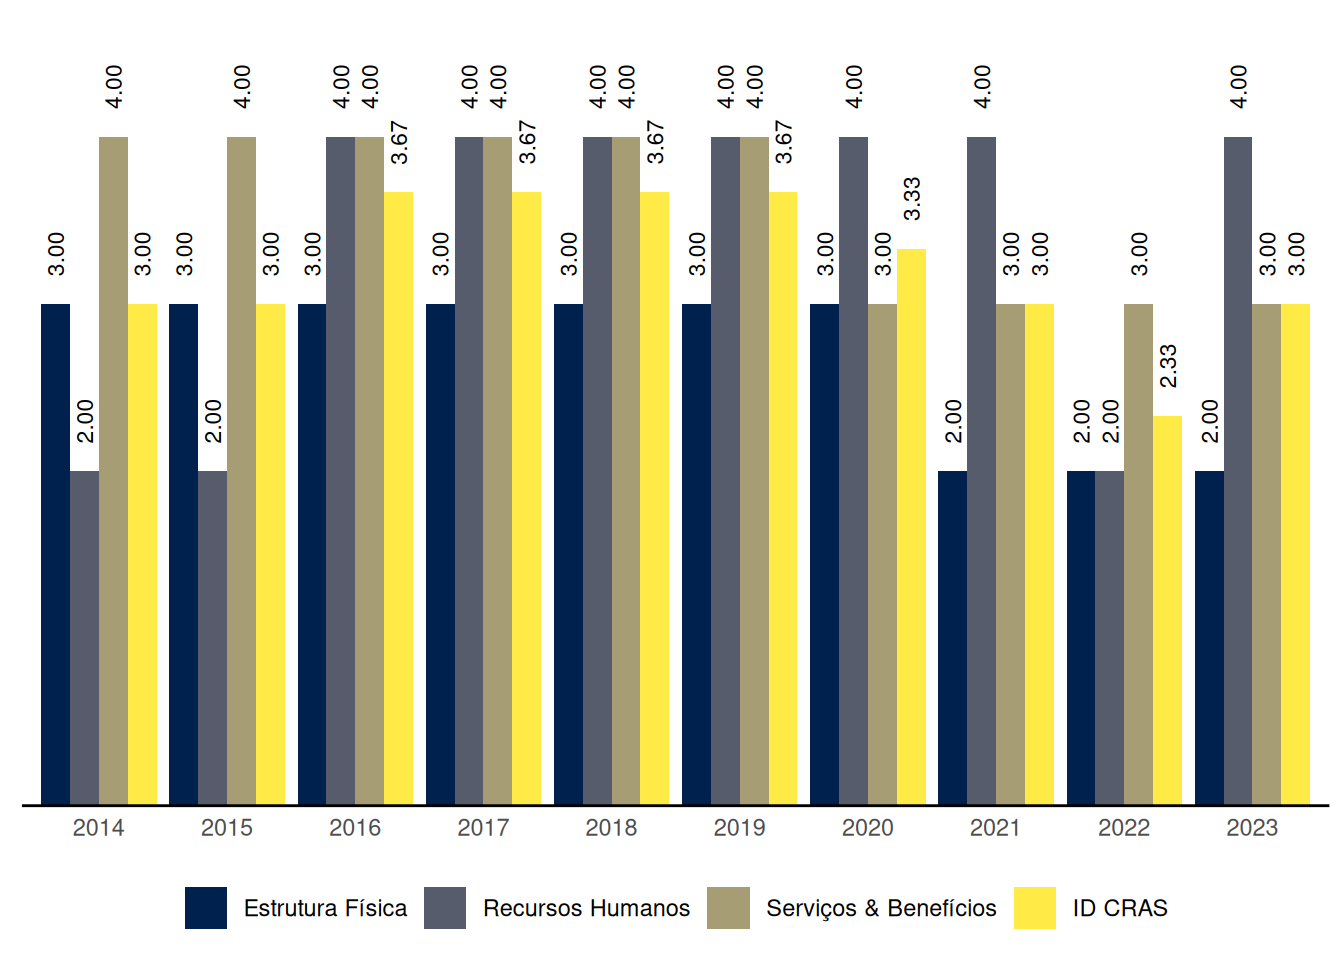 4.00 4.00 4.00 4.00 4.00 4.00 4.00 4.00 4.00 4.00 4.00 4.00 4.00
3.67 3.67 3.67 3.67
3.33
3.00 3.00 3.00 3.00 3.00 3.00 3.00 3.00 3.00 3.00 3.00 3.00 3.00 3.00 3.00
2.33
2.00 2.00 2.00 2.00 2.00 2.00
2014 2015 2016 2017 2018 2019 2020 2021 2022 2023
Estrutura Física Recursos Humanos Serviços & Benefícios ID CRAS